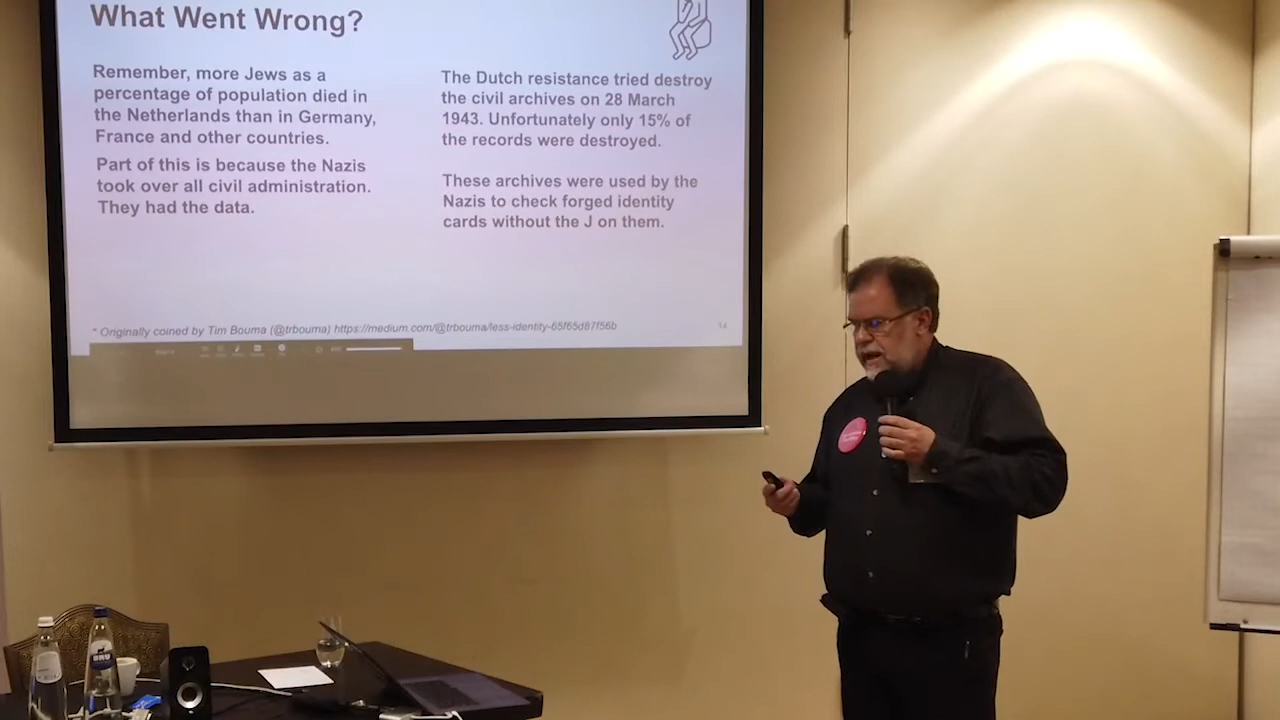 What Went Wrong?
Remember, more Jews as a
percentage of population died in
the Netherlands than in Germany,
France and other countries.
Part of this is because the Nazis
took over all civil administration.
They had the data.
The Dutch resistance tried destroy
the civil archives on 28 March
1943. Unfortunately only 15% of
the records were destroyed.
These archives were used by the
Nazis to check forged identity
cards without the J on them.
* Originally coined by Tim Bouma (@trbouma) https://medium.com/@trbouma/less-identity-65f65d87f56b
14
BRU